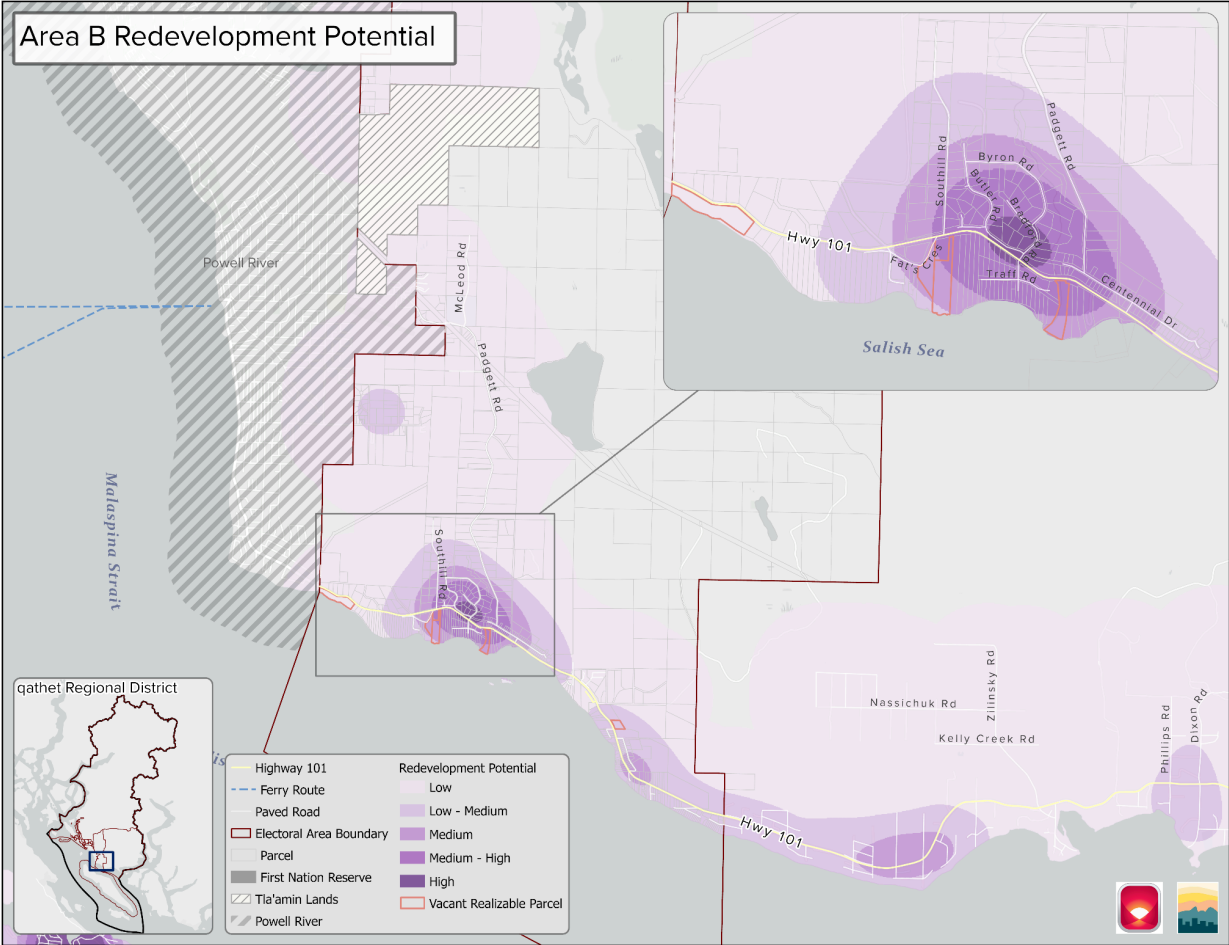 Area B Redevelopment Potential
Powell River
McLeod Rd
Padgett Rd
Malaspina Strait
Southill Rd
Southill Rd
Padgett Rd
Byron Rd
Butler Rd
Bradford Rd
Hwy 101
Fat's Cres
Traff Rd
Centennial Dr
Salish Sea
Nassichuk Rd
Zilinsky Rd
Kelly Creek Rd
Phillips Rd
Dixon Rd
Hwy 101
qathet Regional District
Highway 101
Ferry Route
Paved Road
Electoral Area Boundary
Parcel
First Nation Reserve
Tla'amin Lands
Powell River
Redevelopment Potential
Low
Low - Medium
Medium
Medium - High
High
Vacant Realizable Parcel